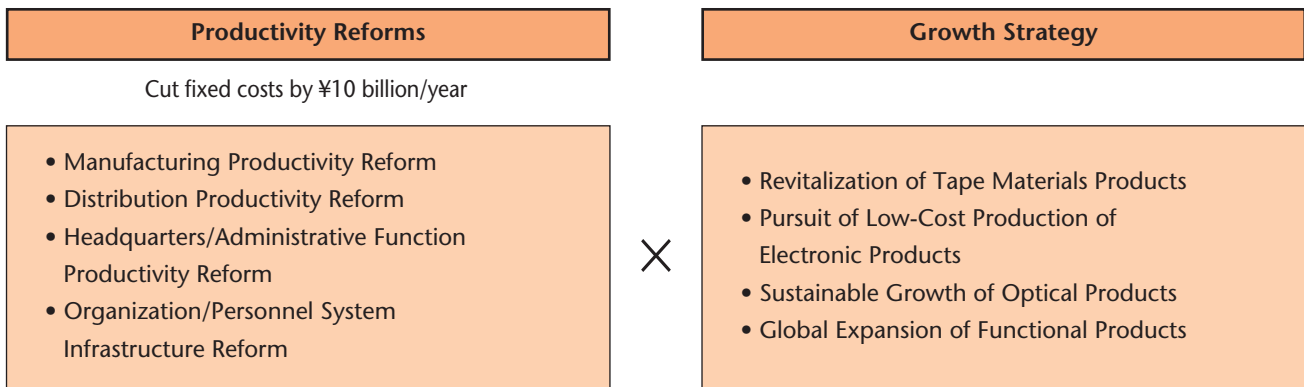 Productivity Reforms
Cut fixed costs by ¥10 billion/year
• Manufacturing Productivity Reform
• Distribution Productivity Reform
• Headquarters/Administrative Function
Productivity Reform
• Organization/Personnel System
Infrastructure Reform
×
Growth Strategy
• Revitalization of Tape Materials Products
• Pursuit of Low-Cost Production of
Electronic Products
• Sustainable Growth of Optical Products
• Global Expansion of Functional Products